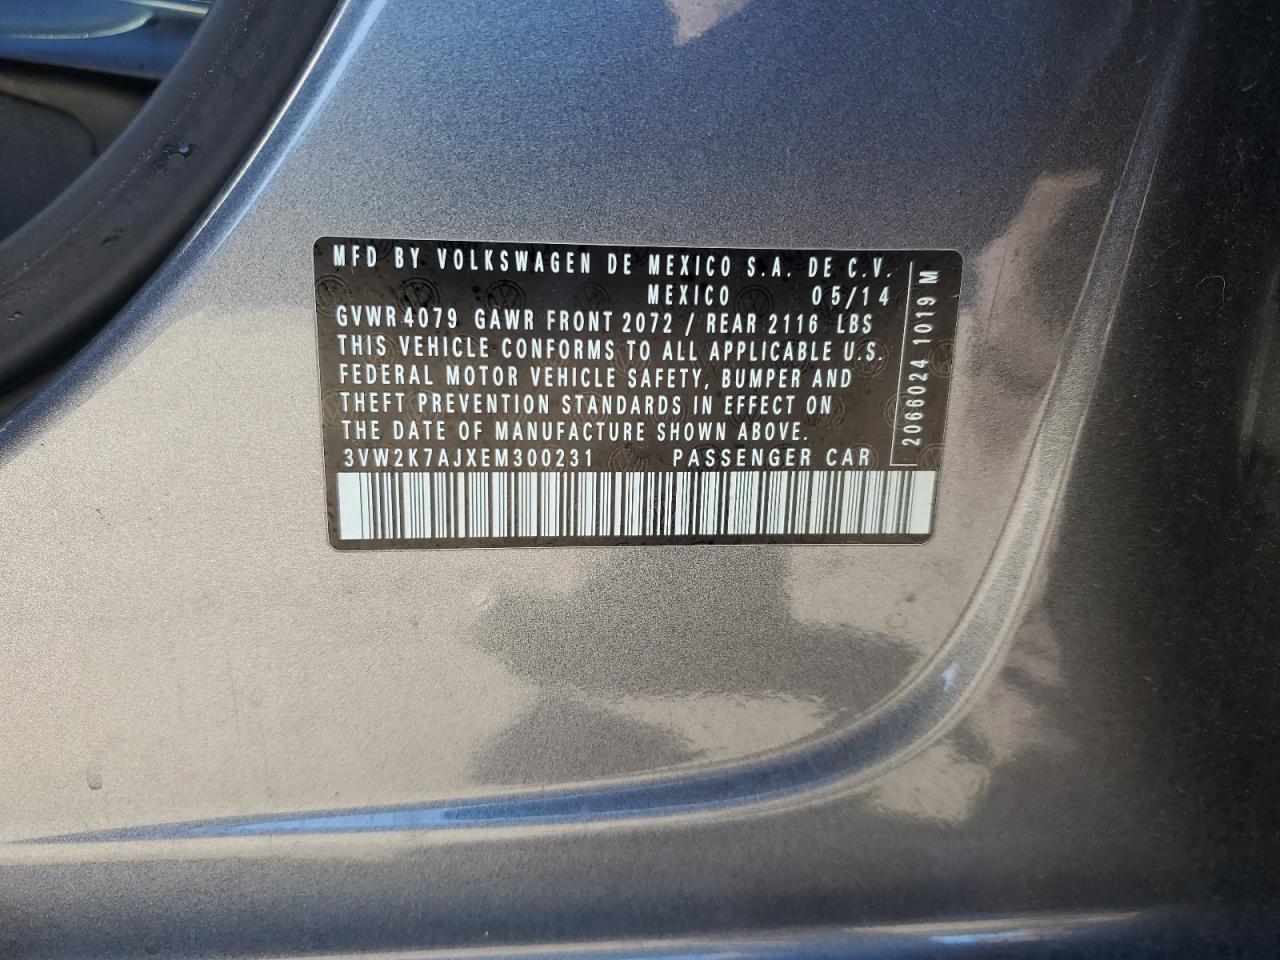 MFD BY VOLKSWAGEN DE MEXICO S.A. DE C.V.
MEXICO 05/14
GVWR 4079 GAWR FRONT 2072 / REAR 2116 LBS
THIS VEHICLE CONFORMS TO ALL APPLICABLE U.S.
FEDERAL MOTOR VEHICLE SAFETY, BUMPER AND
THEFT PREVENTION STANDARDS IN EFFECT ON
THE DATE OF MANUFACTURE SHOWN ABOVE.
3VW2K7AJXEM300231 PASSENGER CAR
2066024 1019 M